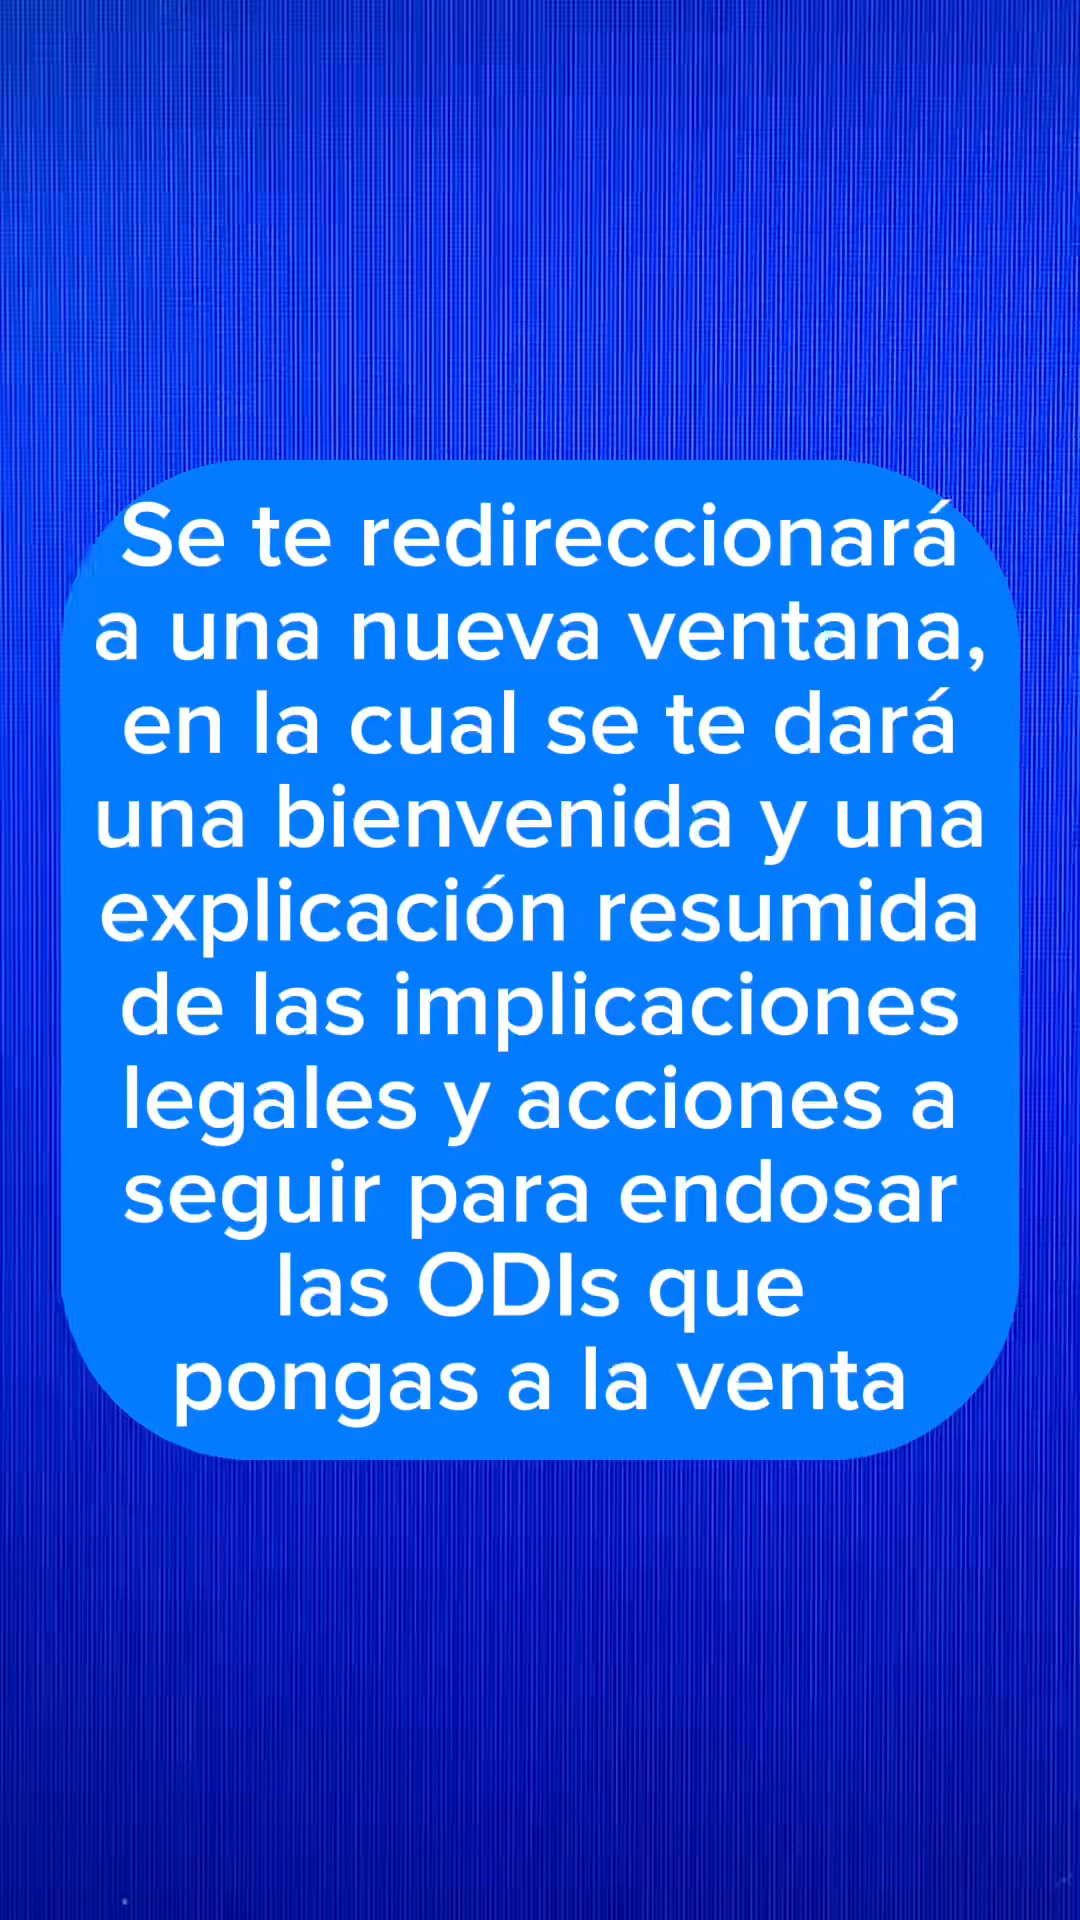 Se te redireccionará
a una nueva ventana,
en la cual se te dará
una bienvenida y una
explicación resumida
de las implicaciones
legales y acciones a
seguir para endosar
las ODIs que
pongas a la venta